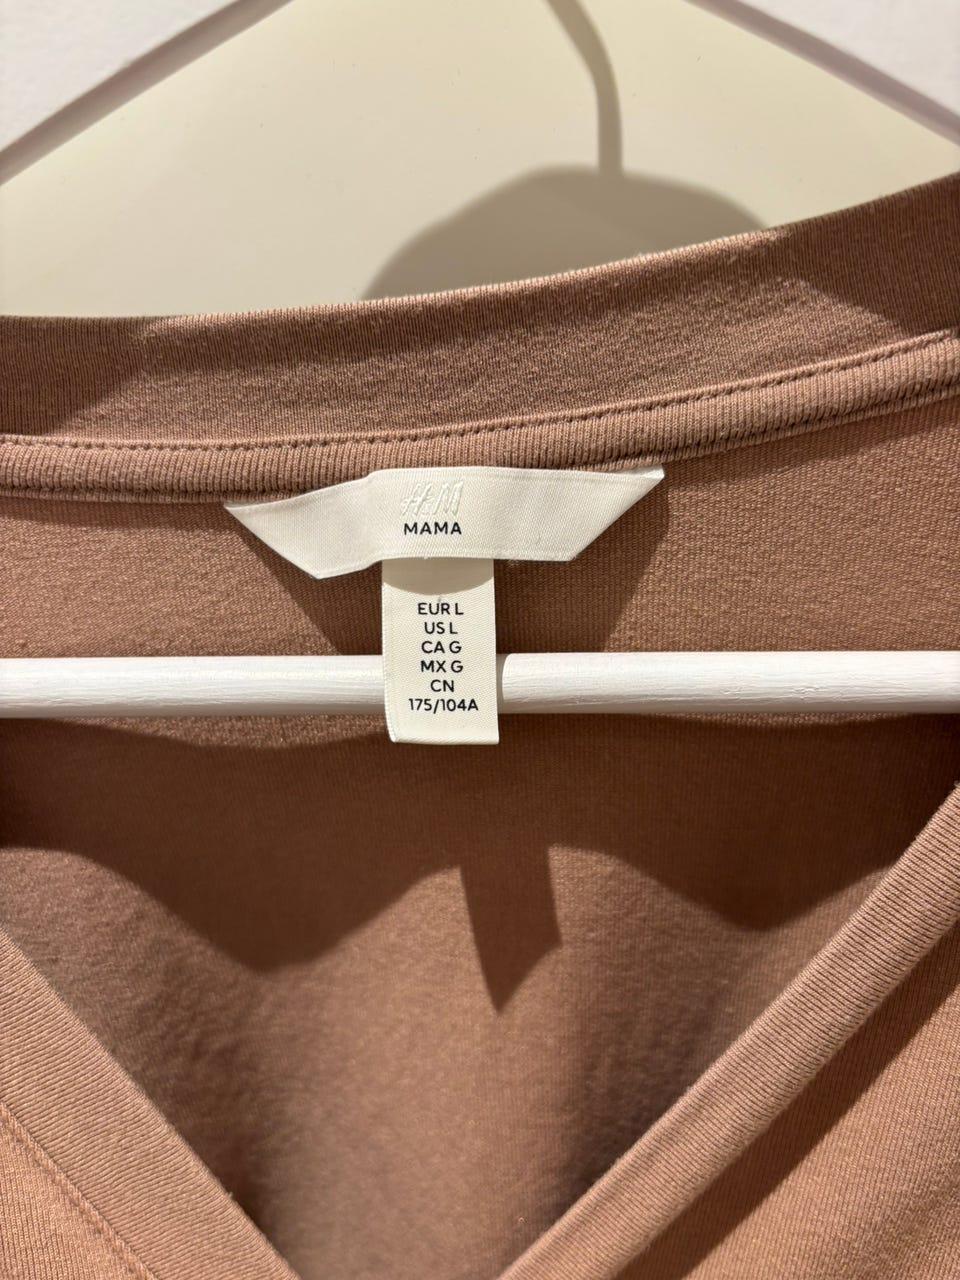 H&M
MAMA
EUR L
US L
CA G
MX G
CN
175/104A